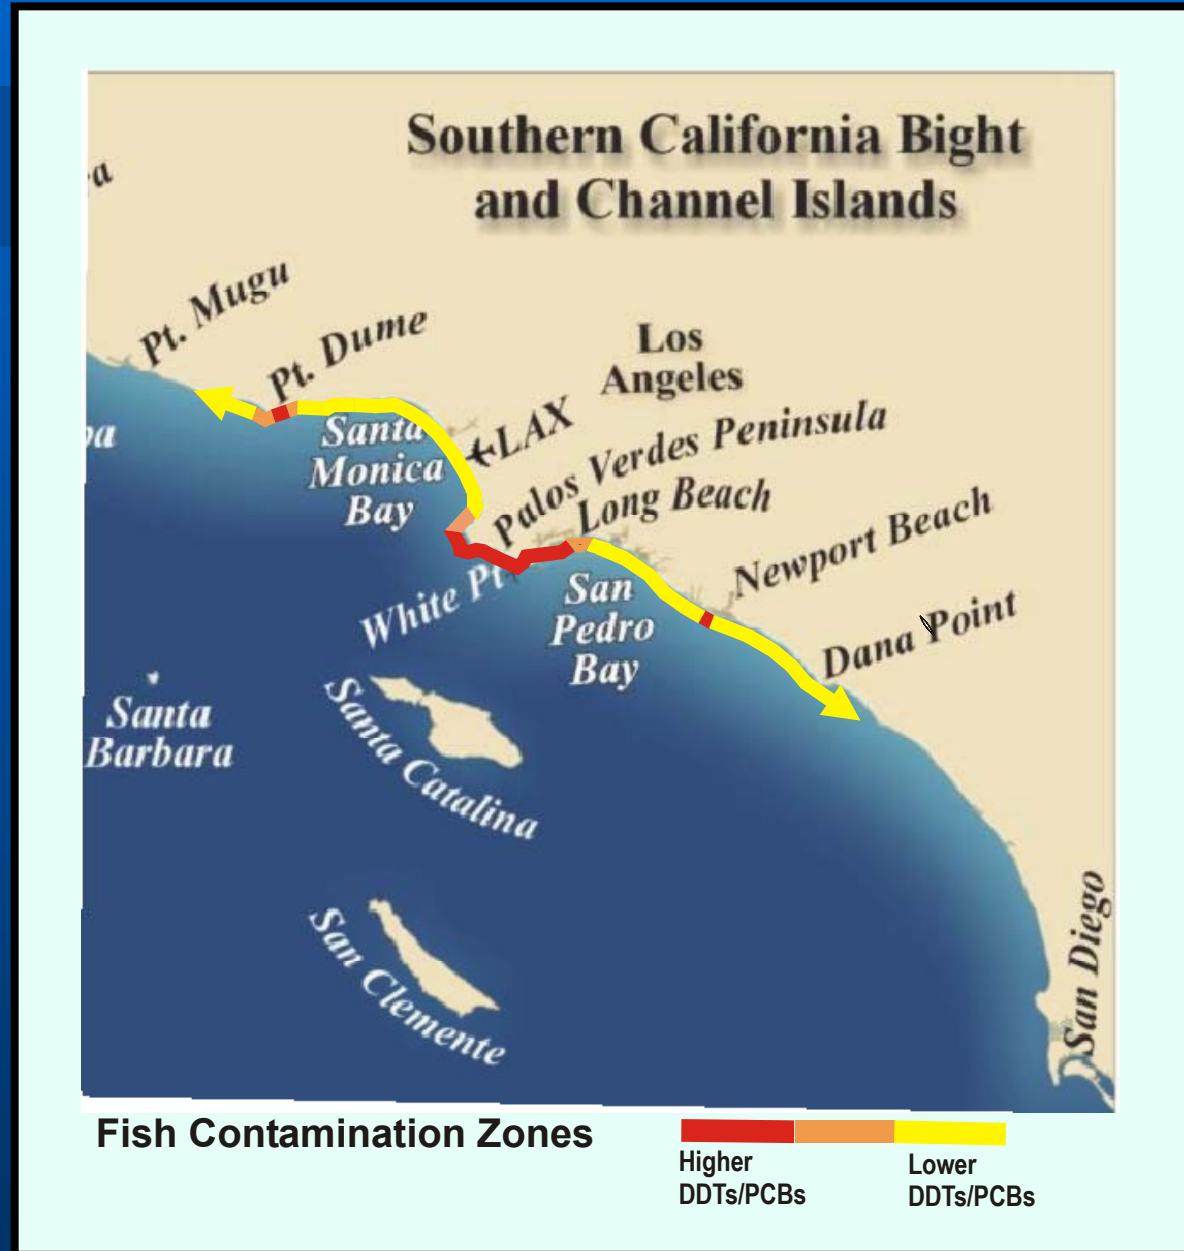 Southern California Bight
and Channel Islands
Pt. Mugu
Pt. Dume
Los
Angeles
LAX
Santa
Monica
Bay
Palos Verdes Peninsula
Long Beach
Newport Beach
White Pt
San
Pedro
Bay
Dana Point
Santa
Barbara
Santa Catalina
San Clemente
San Diego
Fish Contamination Zones
Higher
DDTs/PCBs
Lower
DDTs/PCBs